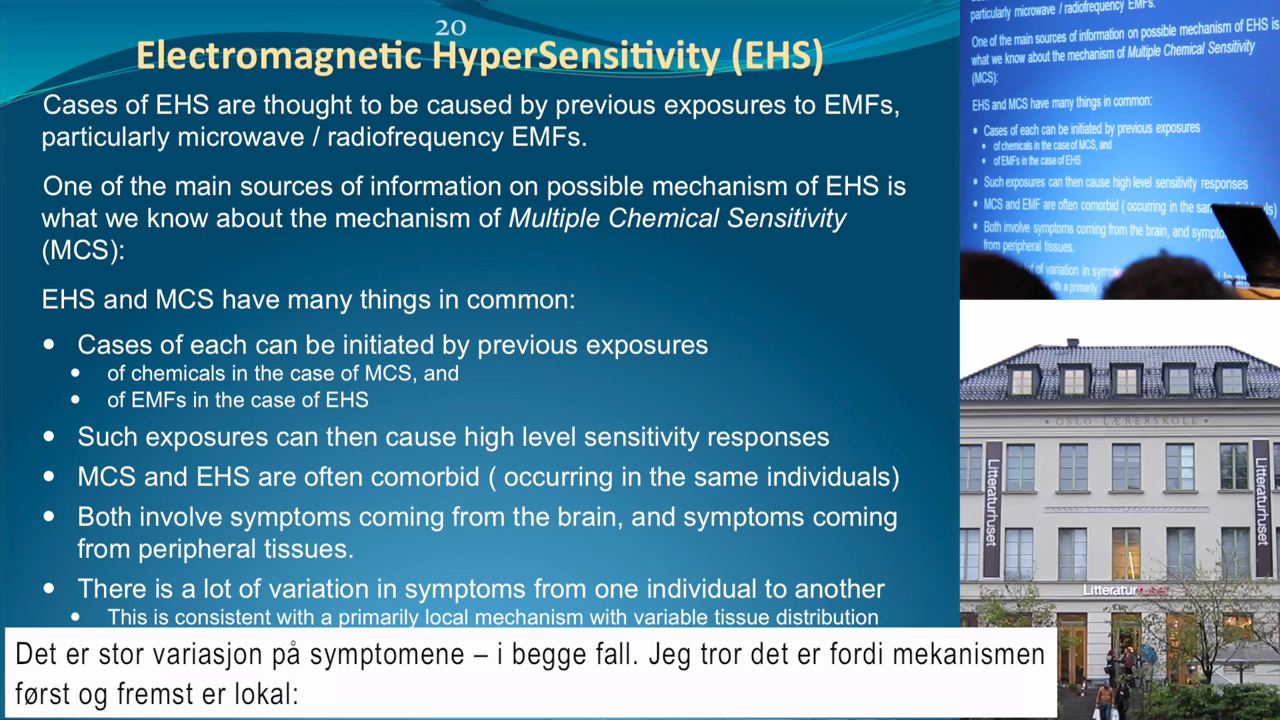 20
Electromagnetic HyperSensitivity (EHS)
Cases of EHS are thought to be caused by previous exposures to EMFs,
particularly microwave / radiofrequency EMFs.
One of the main sources of information on possible mechanism of EHS is
what we know about the mechanism of Multiple Chemical Sensitivity
(MCS):
EHS and MCS have many things in common:
• Cases of each can be initiated by previous exposures
• of chemicals in the case of MCS, and
• of EMFs in the case of EHS
• Such exposures can then cause high level sensitivity responses
• MCS and EHS are often comorbid ( occurring in the same individuals)
• Both involve symptoms coming from the brain, and symptoms coming
from peripheral tissues.
• There is a lot of variation in symptoms from one individual to another
• This is consistent with a primarily local mechanism with variable tissue distribution
Det er stor variasjon på symptomene – i begge fall. Jeg tror det er fordi mekanismen
først og fremst er lokal:
particularly microwave / radiofrequency EMFs.
One of the main sources of information on possible mechanism of EHS is
what we know about the mechanism of Multiple Chemical Sensitivity
(MCS):
EHS and MCS have many things in common:
• Cases of each can be initiated by previous exposures
• of chemicals in the case of MCS, and
• of EMFs in the case of EHS
• Such exposures can then cause high level sensitivity responses
• MCS and EMF are often comorbid ( occurring in the
• Both involve symptoms coming from the brain, and
from peripheral tissues.
lot of variation in
with a primarily
• OSLO LÆRERSKOLE •
Litteraturhuset
Litteraturhuset
Litteraturhuset